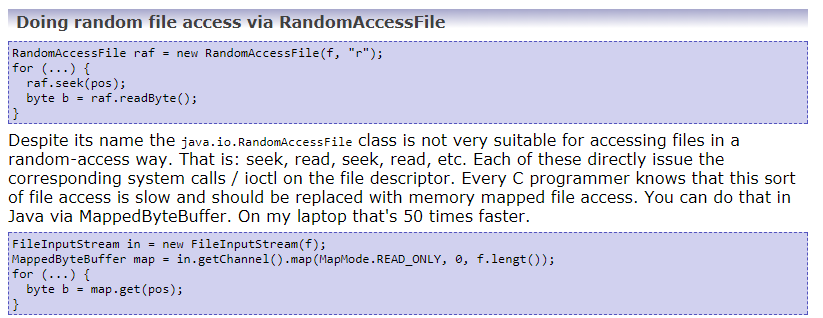 Doing random file access via RandomAccessFile
RandomAccessFile raf = new RandomAccessFile(f, "r");
for (...) {
  raf.seek(pos);
  byte b = raf.readByte();
}
Despite its name the java.io.RandomAccessFile class is not very suitable for accessing files in a
random-access way. That is: seek, read, seek, read, etc. Each of these directly issue the
corresponding system calls / ioctl on the file descriptor. Every C programmer knows that this sort
of file access is slow and should be replaced with memory mapped file access. You can do that in
Java via MappedByteBuffer. On my laptop that's 50 times faster.
FileInputStream in = new FileInputStream(f);
MappedByteBuffer map = in.getChannel().map(MapMode.READ_ONLY, 0, f.lengt());
for (...) {
  byte b = map.get(pos);
}